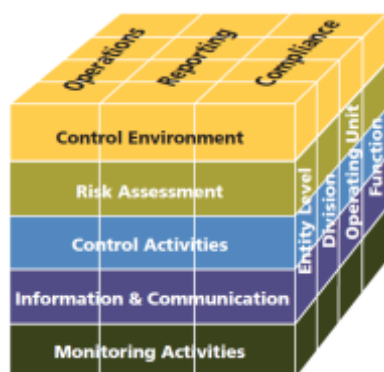 Operations
Reporting
Compliance
Control Environment
Risk Assessment
Control Activities
Information & Communication
Monitoring Activities
Entity Level
Division
Operating Unit
Function